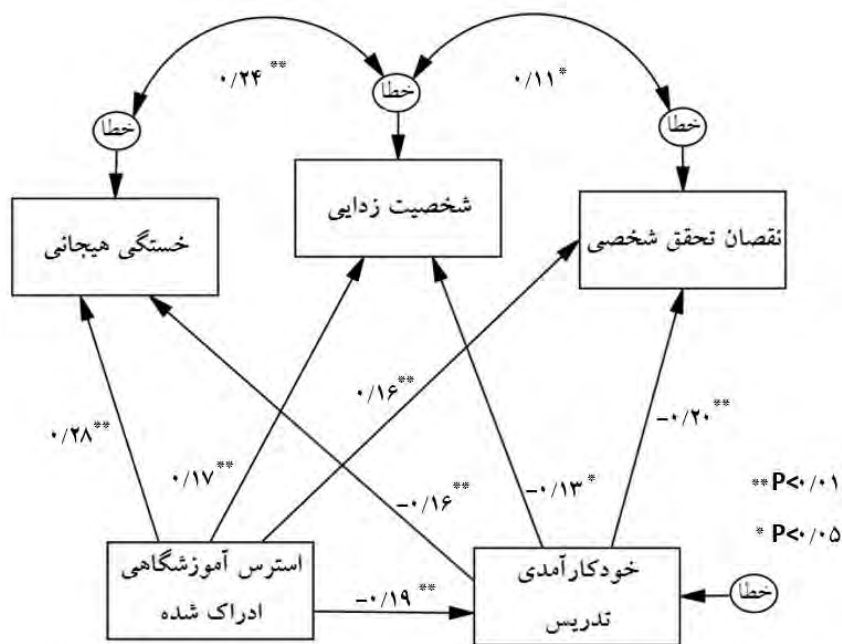 ۰/۲۴ **
۰/۱۱ *
خطا
خطا
خطا
شخصیت زدایی
خستگی هیجانی
نقصان تحقق شخصی
۰/۲۸ **
۰/۱۷ **
۰/۱۶ **
-۰/۱۶ **
-۰/۱۳ *
-۰/۲۰ **
** P<۰/۰۱
* P<۰/۰۵
استرس آموزشگاهی
ادراک شده
-۰/۱۹ **
خودکارآمدی
تدریس
خطا